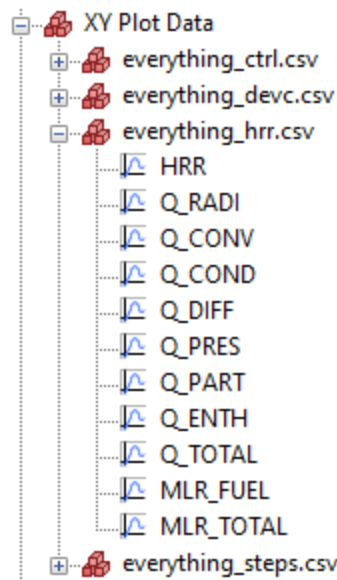 XY Plot Data
everything_ctrl.csv
everything_devc.csv
everything_hrr.csv
HRR
Q_RADI
Q_CONV
Q_COND
Q_DIFF
Q_PRES
Q_PART
Q_ENTH
Q_TOTAL
MLR_FUEL
MLR_TOTAL
everything_steps.csv